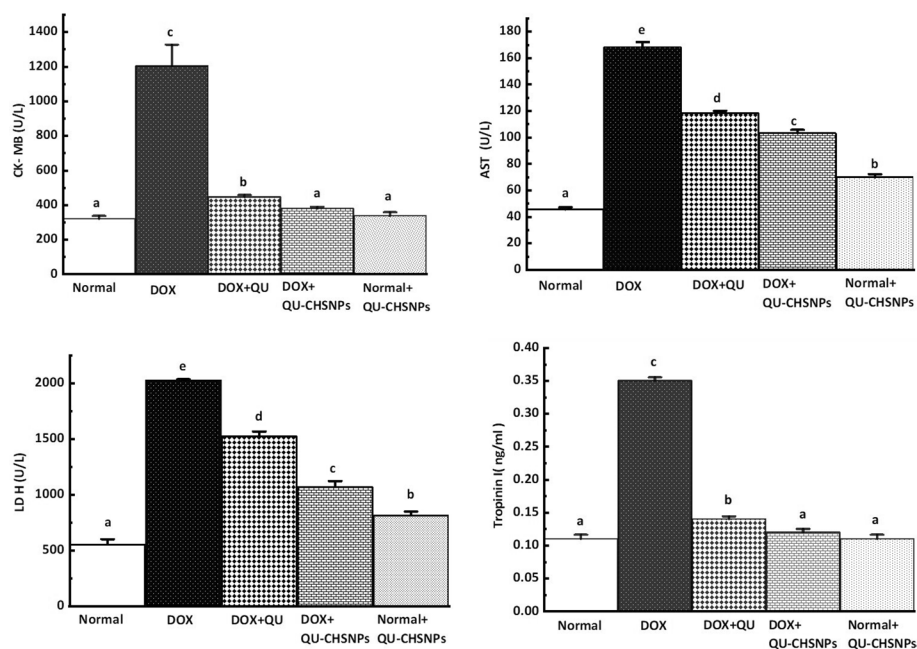 1400
1200
1000
800
600
400
200
0
CK- MB (U/L)
a
c
b
a
a
Normal
DOX
DOX+QU
DOX+
QU-CHSNPs
Normal+
QU-CHSNPs
180
160
140
120
100
80
60
40
20
0
AST (U/L)
a
e
d
c
b
Normal
DOX
DOX+QU
DOX+
QU-CHSNPs
Normal+
QU-CHSNPs
2000
1500
1000
500
0
LD H (U/L)
a
e
d
c
b
Normal
DOX
DOX+QU
DOX+
QU-CHSNPs
Normal+
QU-CHSNPs
0.40
0.35
0.30
0.25
0.20
0.15
0.10
0.05
0.00
Tropinin I( ng/ml )
a
c
b
a
a
Normal
DOX
DOX+QU
DOX+
QU-CHSNPs
Normal+
QU-CHSNPs